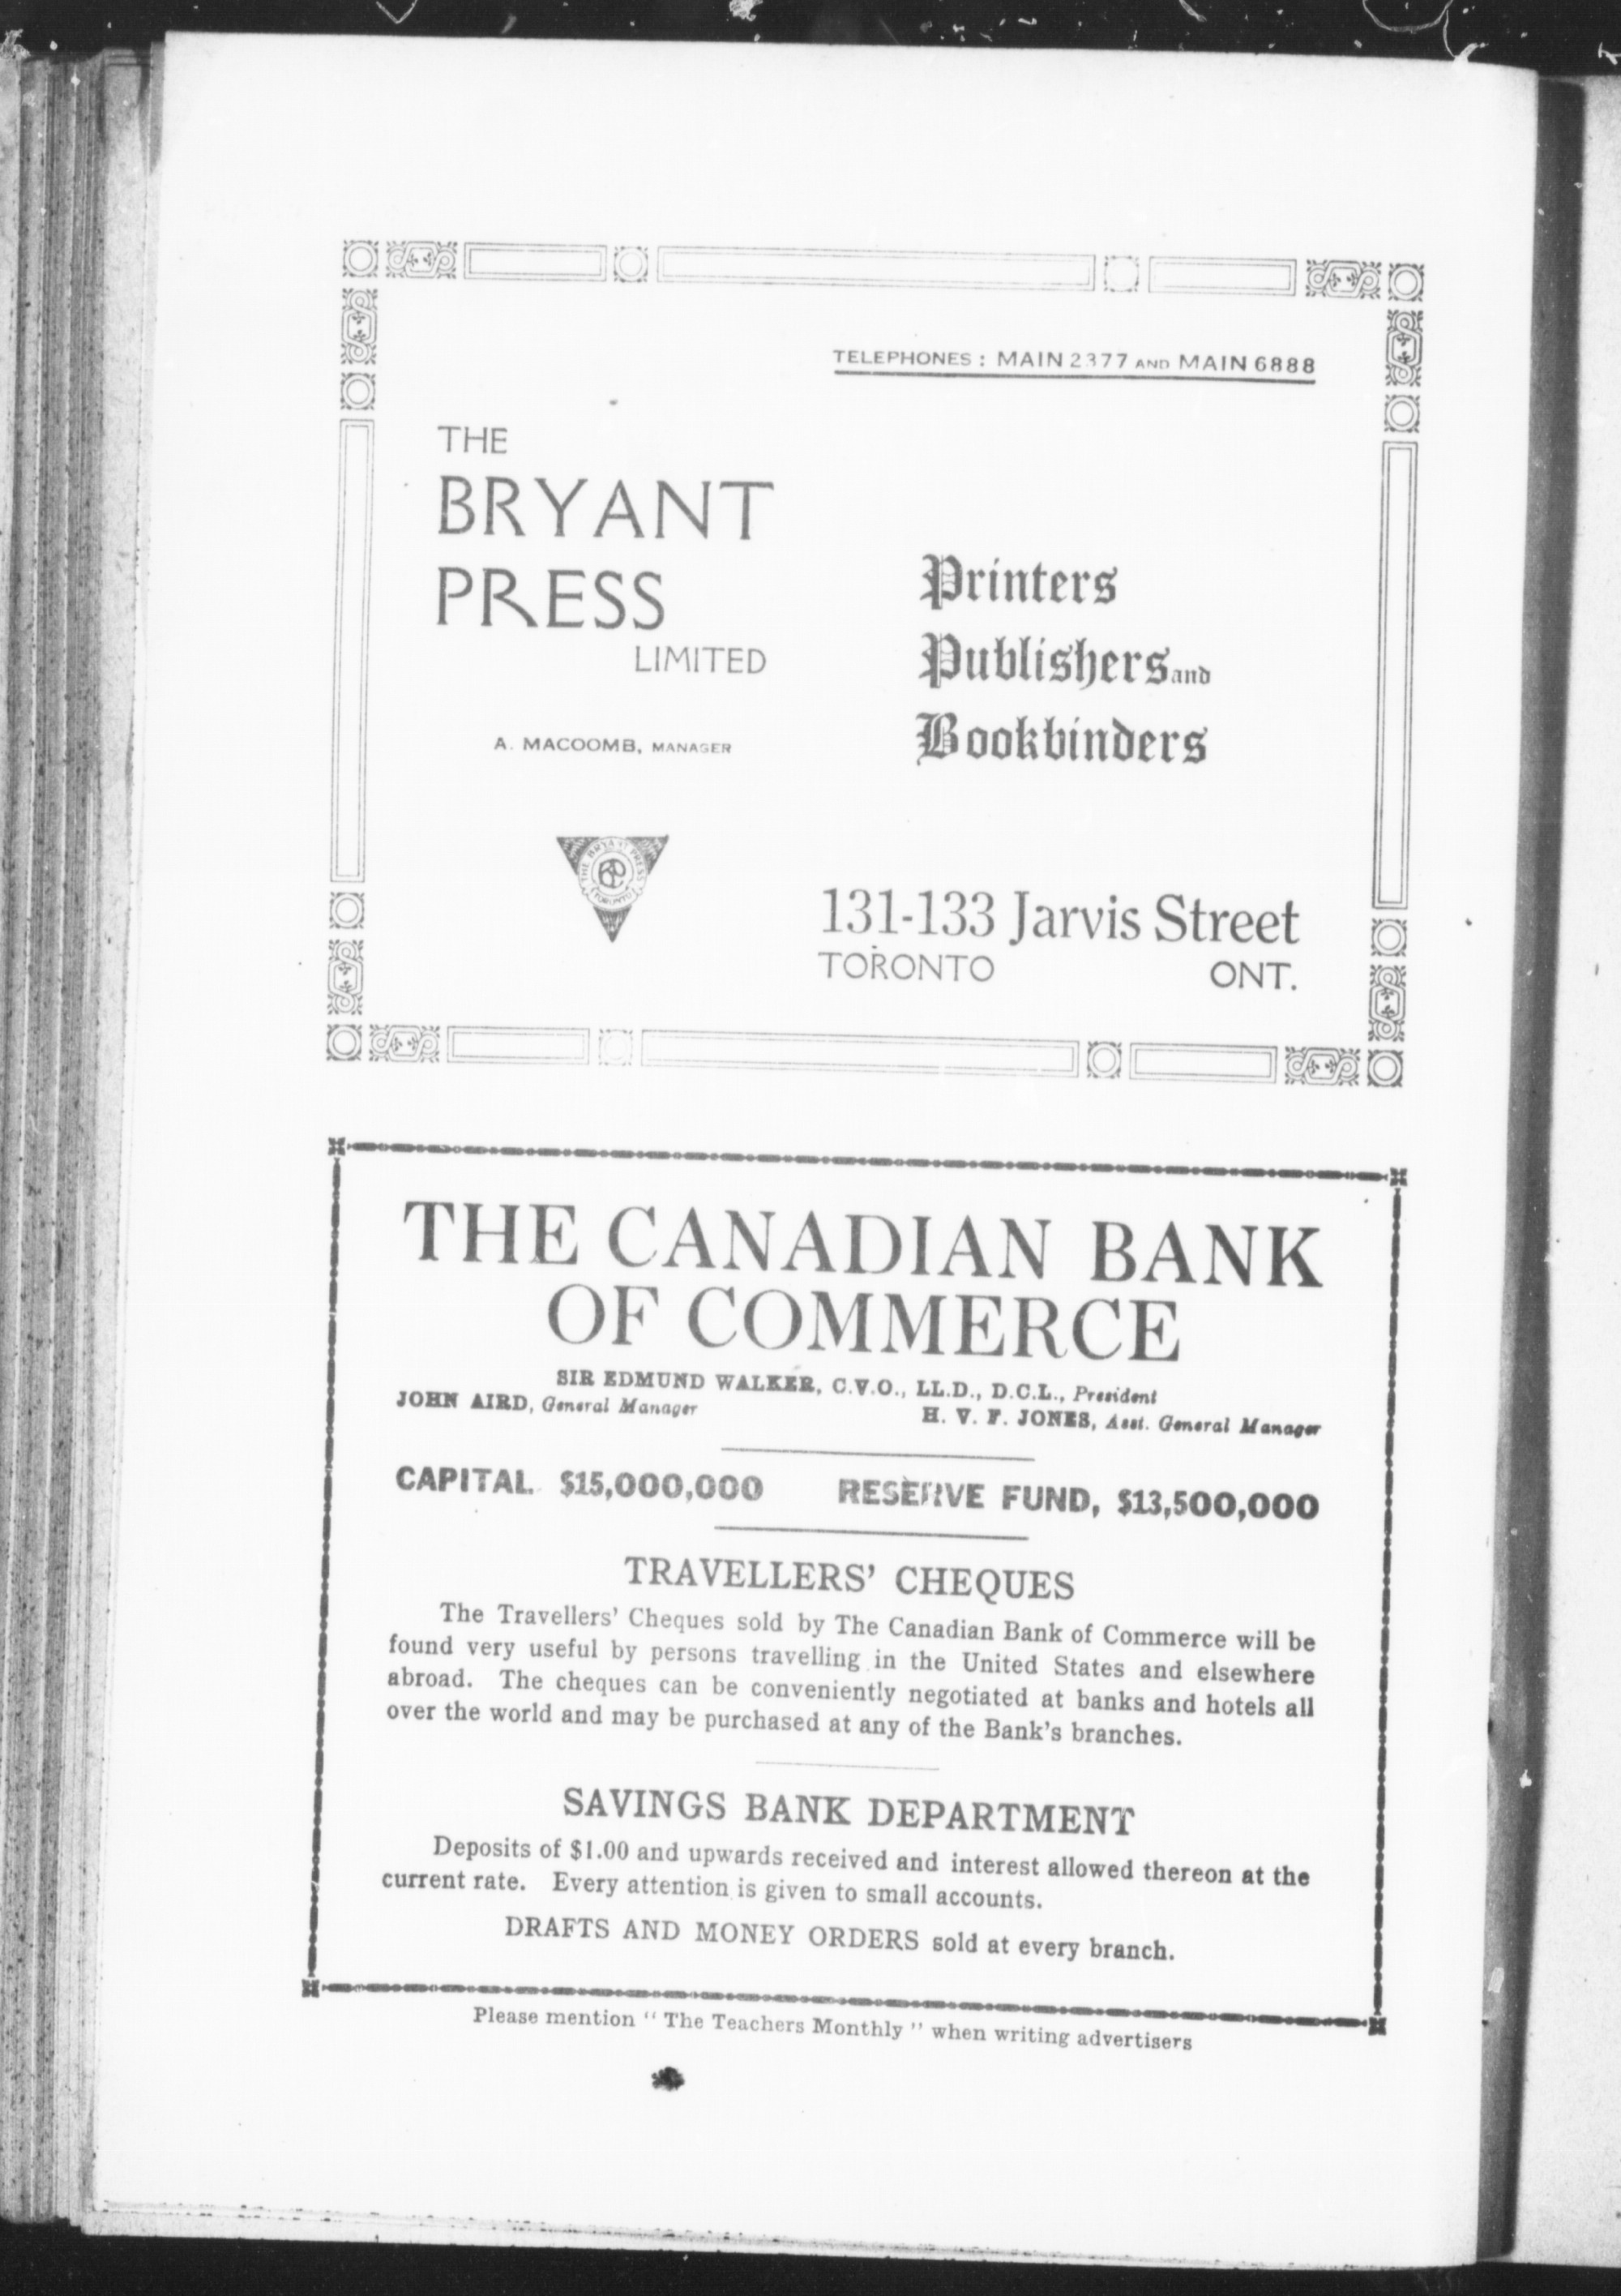 TELEPHONES: MAIN 2377 AND MAIN 6888
THE
BRYANT
PRESS
LIMITED
A. MACOOMB, MANAGER
Printers
Publishers and
Bookbinders
THE BRYANT PRESS
TORONTO
131-133 Jarvis Street
TORONTO ONT.
THE CANADIAN BANK
OF COMMERCE
SIR EDMUND WALKER, C.V.O., LL.D., D.C.L., President
JOHN AIRD, General Manager H. V. F. JONES, Asst. General Manager
CAPITAL $15,000,000 RESERVE FUND, $13,500,000
TRAVELLERS' CHEQUES
The Travellers' Cheques sold by The Canadian Bank of Commerce will be
found very useful by persons travelling in the United States and elsewhere
abroad. The cheques can be conveniently negotiated at banks and hotels all
over the world and may be purchased at any of the Bank's branches.
SAVINGS BANK DEPARTMENT
Deposits of $1.00 and upwards received and interest allowed thereon at the
current rate. Every attention is given to small accounts.
DRAFTS AND MONEY ORDERS sold at every branch.
Please mention " The Teachers Monthly " when writing advertisers